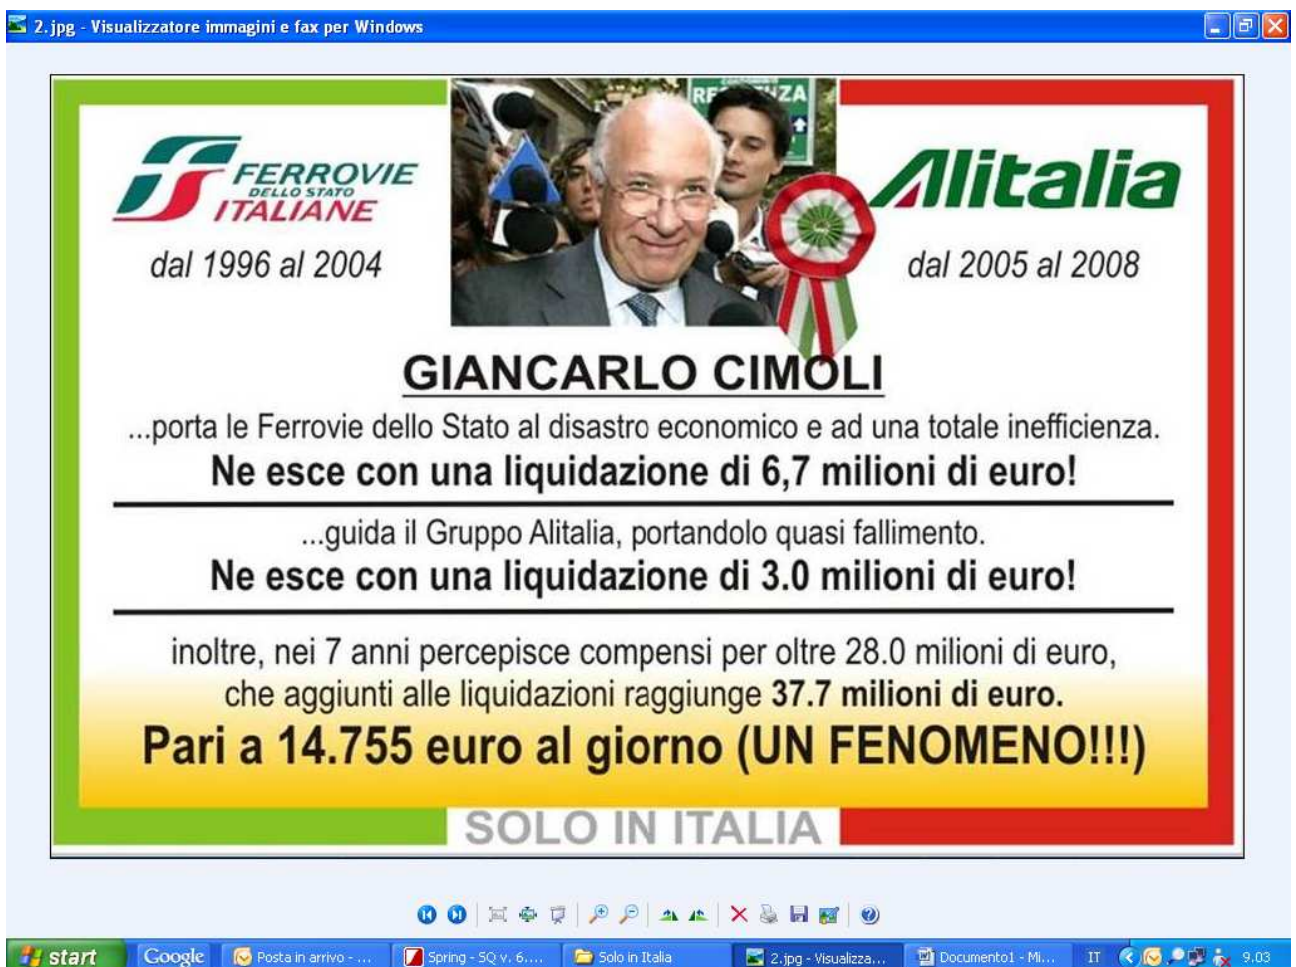 2.jpg - Visualizzatore immagini e fax per Windows
RE
ZA
FERROVIE
DELLO STATO
ITALIANE
Alitalia
dal 1996 al 2004
dal 2005 al 2008
GIANCARLO CIMOLI
...porta le Ferrovie dello Stato al disastro economico e ad una totale inefficienza.
Ne esce con una liquidazione di 6,7 milioni di euro!
...guida il Gruppo Alitalia, portandolo quasi fallimento.
Ne esce con una liquidazione di 3.0 milioni di euro!
inoltre, nei 7 anni percepisce compensi per oltre 28.0 milioni di euro,
che aggiunti alle liquidazioni raggiunge 37.7 milioni di euro.
Pari a 14.755 euro al giorno (UN FENOMENO!!!)
SOLO IN ITALIA
start Google Posta in arrivo - ... Spring - SQ v. 6.... Solo in Italia 2.jpg - Visualizza... Documento1 - Mi... IT 9.03